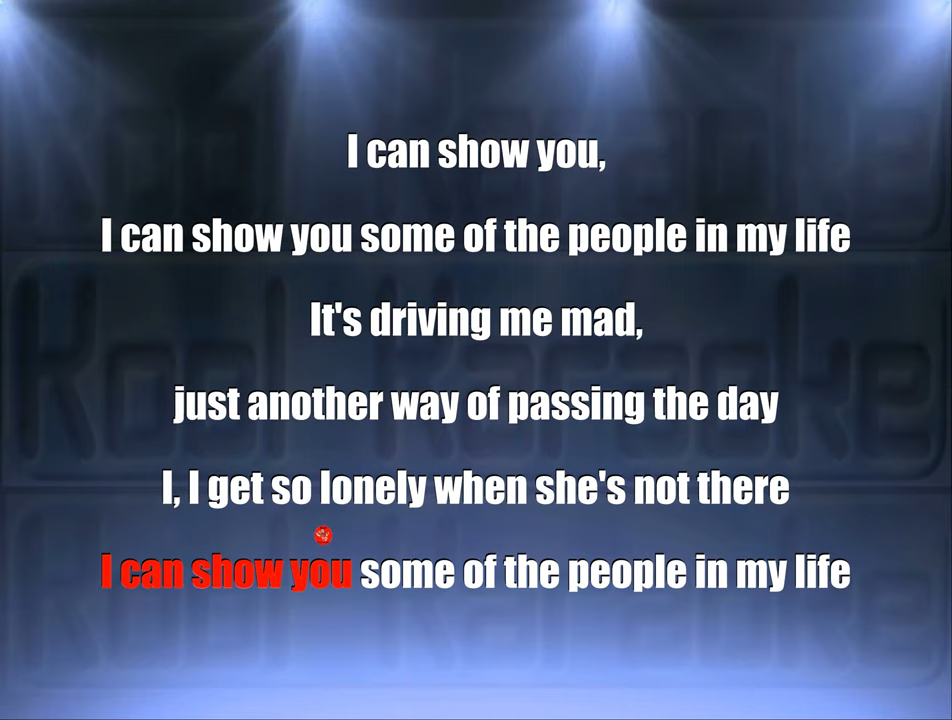 I can show you,
I can show you some of the people in my life
It's driving me mad,
just another way of passing the day
I, I get so lonely when she's not there
I can show you some of the people in my life
Kool Karaoke